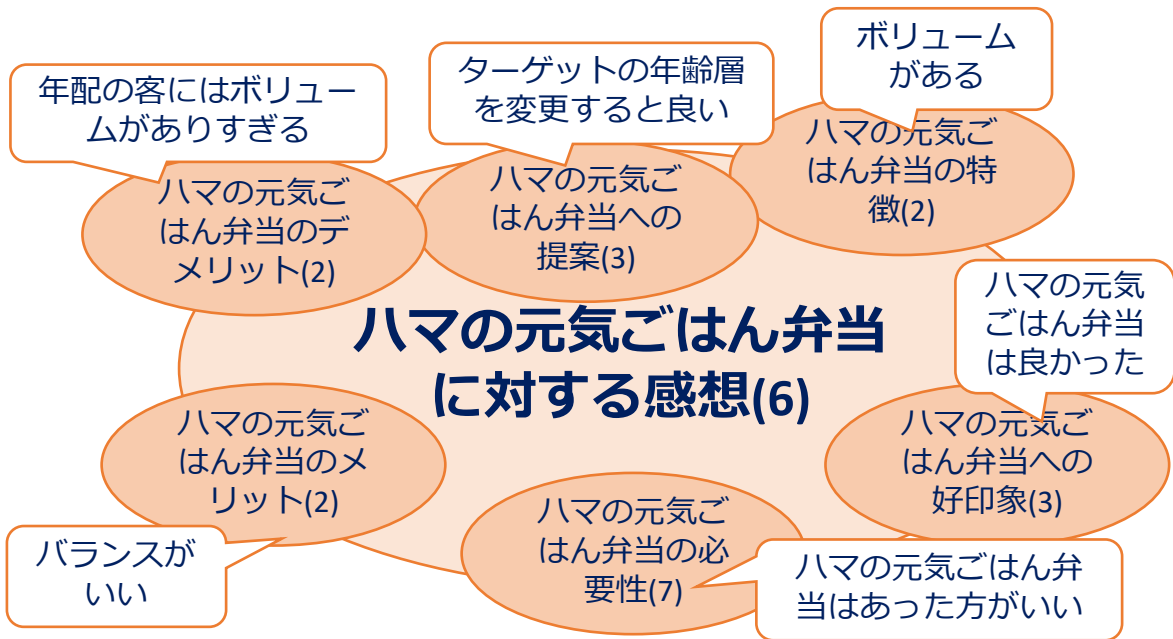 年配の客にはボリュー
ムがありすぎる
ターゲットの年齢層
を変更すると良い
ボリューム
がある
ハマの元気ご
はん弁当のデ
メリット(2)
ハマの元気ご
はん弁当への
提案(3)
ハマの元気ご
はん弁当の特
徴(2)
ハマの元気ごはん弁当
に対する感想(6)
ハマの元気
ごはん弁当
は良かった
ハマの元気ご
はん弁当のメ
リット(2)
ハマの元気ご
はん弁当の必
要性(7)
ハマの元気ご
はん弁当への
好印象(3)
バランスが
いい
ハマの元気ごはん弁
当はあった方がいい